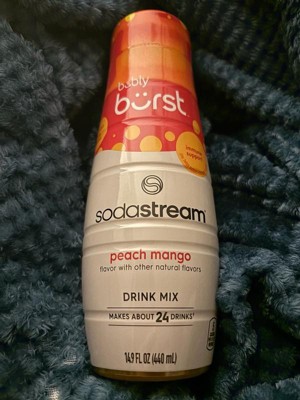 bubly
bürst
sodastream
peach mango
flavor with other natural flavors
DRINK MIX
MAKES ABOUT 24 DRINKS
14.9 FL OZ (440 mL)